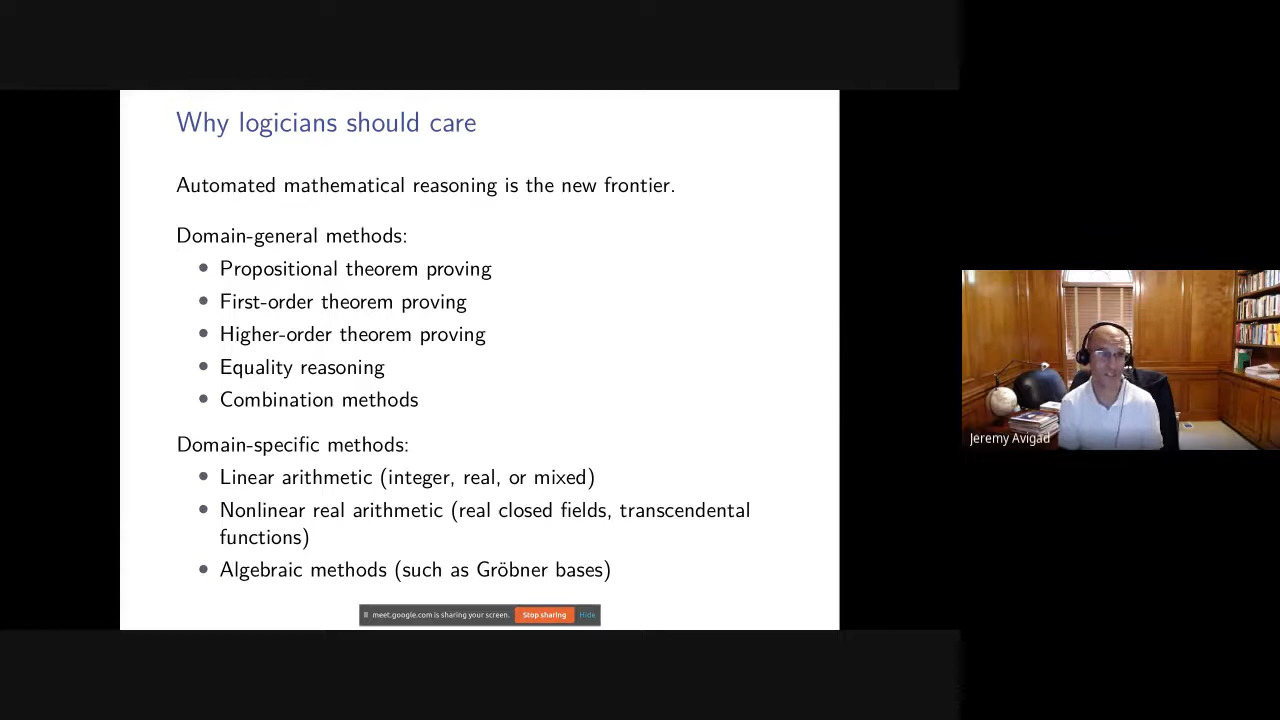 Why logicians should care
Automated mathematical reasoning is the new frontier.
Domain-general methods:
• Propositional theorem proving
• First-order theorem proving
• Higher-order theorem proving
• Equality reasoning
• Combination methods
Domain-specific methods:
• Linear arithmetic (integer, real, or mixed)
• Nonlinear real arithmetic (real closed fields, transcendental
functions)
• Algebraic methods (such as Gröbner bases)
meet.google.com is sharing your screen. Stop sharing Hide
Jeremy Avigad